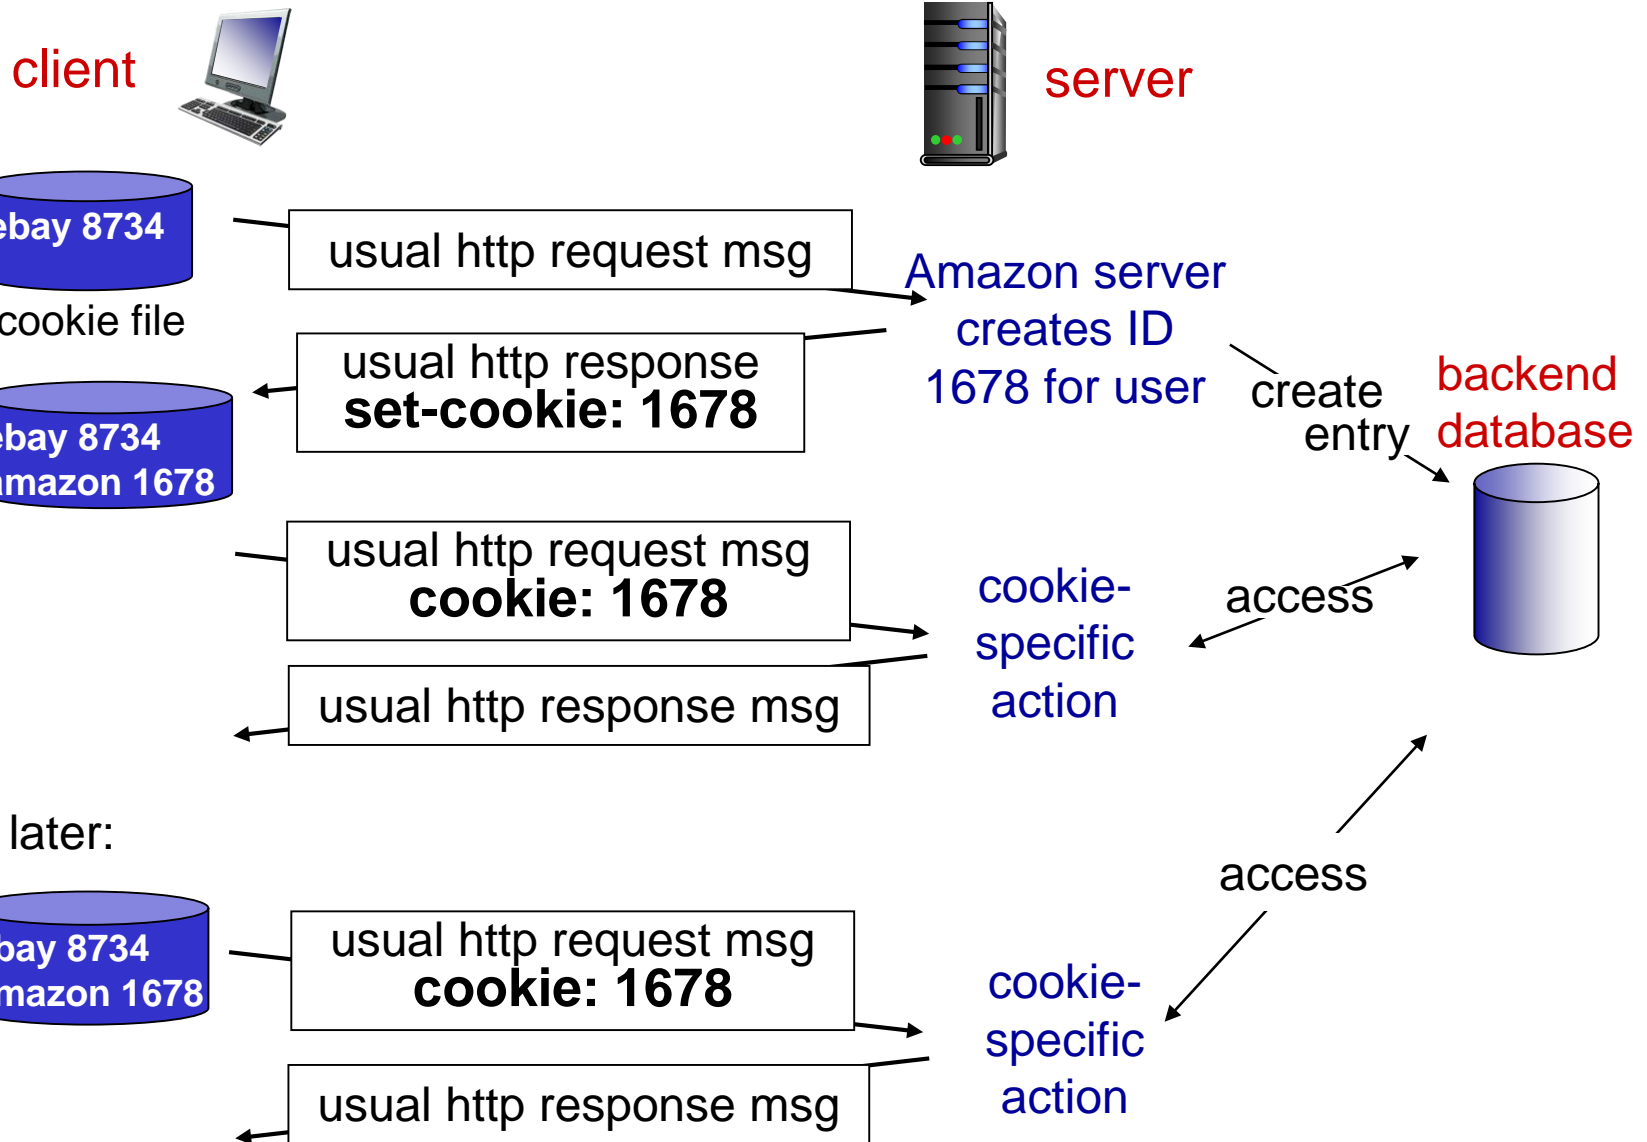 client
server
ebay 8734
usual http request msg
Amazon server
creates ID
1678 for user
cookie file
usual http response
set-cookie: 1678
create
entry
backend
database
ebay 8734
amazon 1678
usual http request msg
cookie: 1678
cookie-
specific
action
access
usual http response msg
later:
access
bay 8734
mazon 1678
usual http request msg
cookie: 1678
cookie-
specific
action
usual http response msg